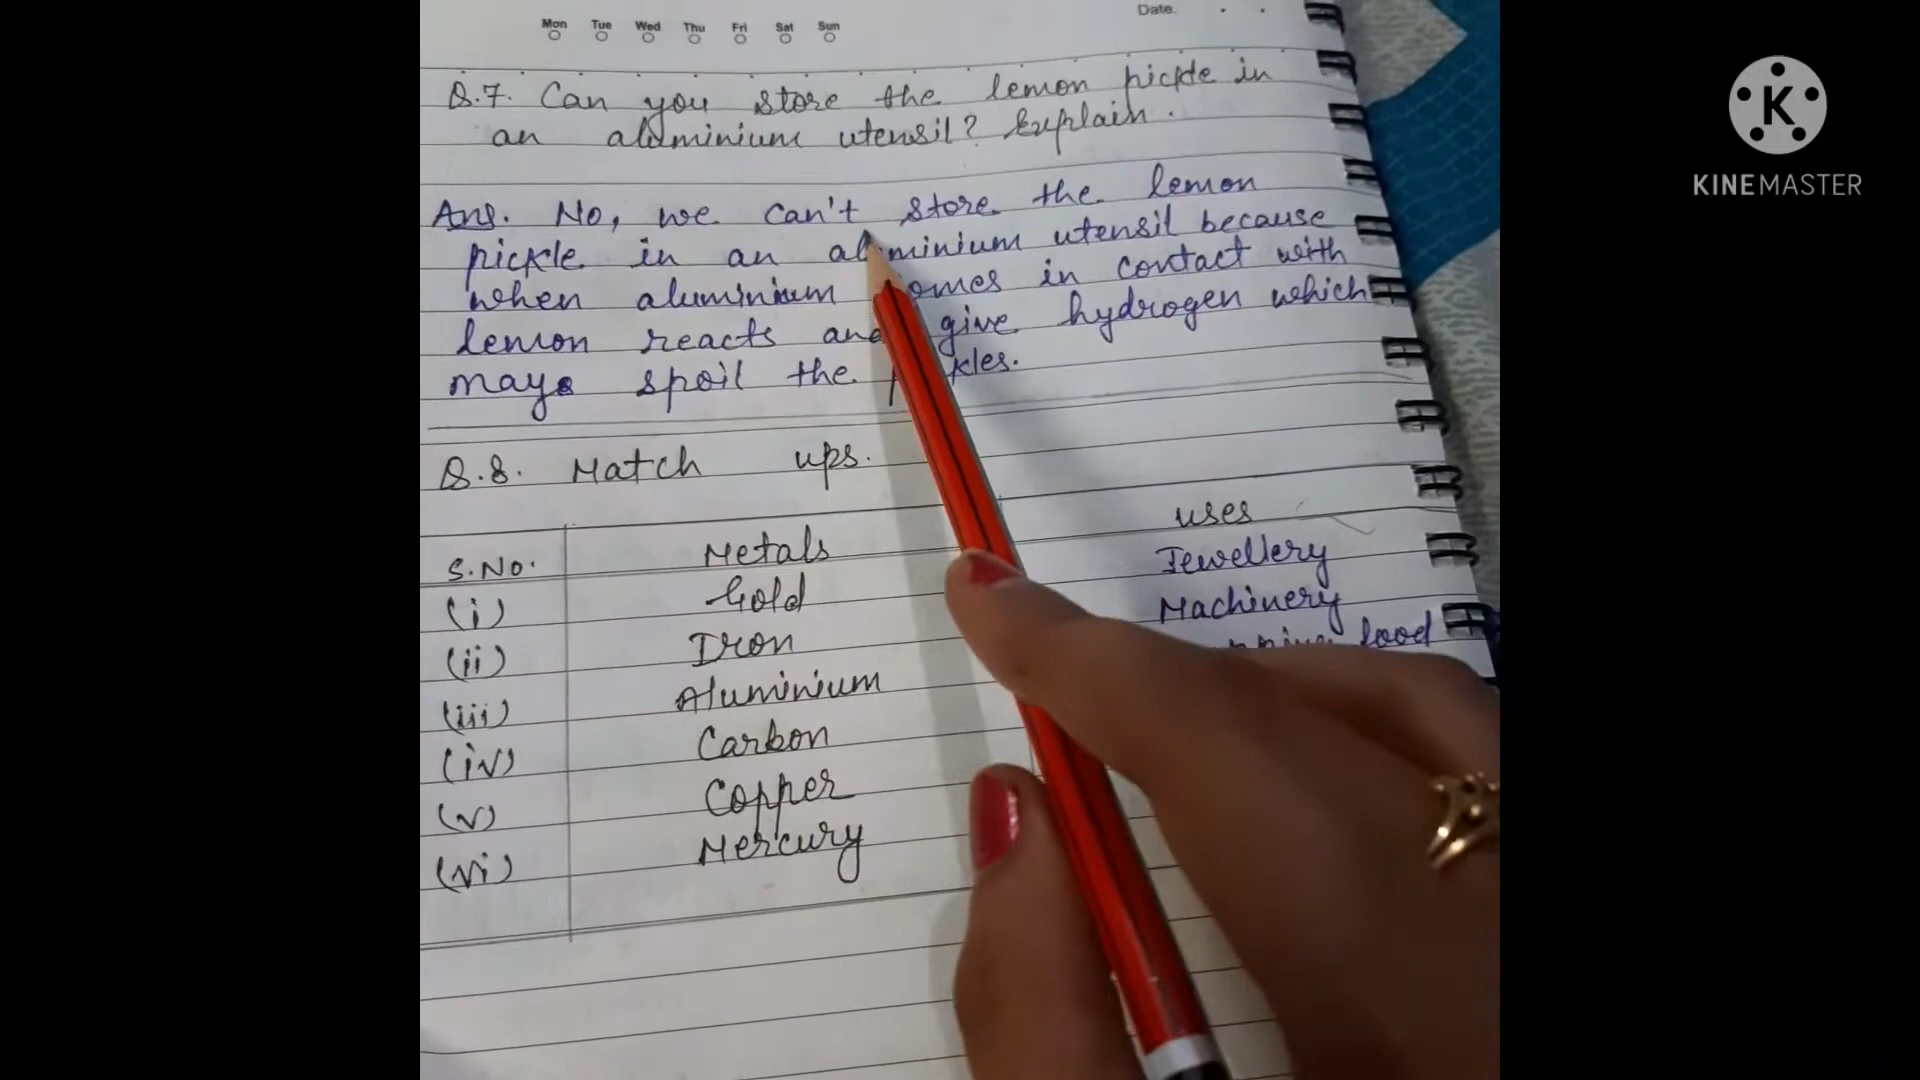 Mon Tue Wed Thu Fri Sat Sun
Date.
Q.7. Can you store the lemon pickle in
an aluminium utensil? Explain.
Ans. No, we can't store the lemon
pickle in an aluminium utensil because
when aluminium comes in contact with
lemon reacts and give hydrogen which
may spoil the pickles.
Q.8. Match ups.
S.No. Metals uses
(i) Gold Jewellery
(ii) Iron Machinery
(iii) Aluminium food
(iv) Carbon
(v) Copper
(vi) Mercury
K
KINEMASTER